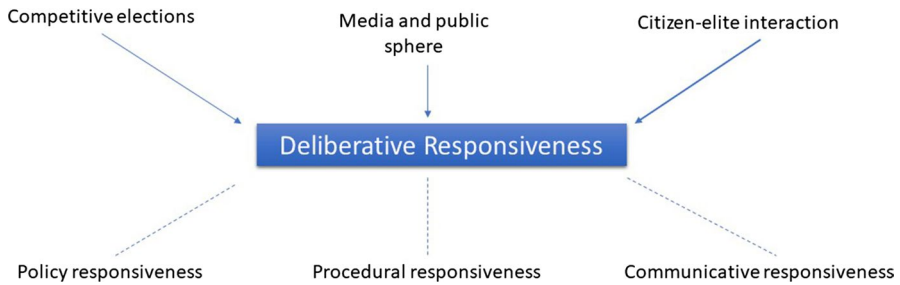 Competitive elections
Media and public
sphere
Citizen-elite interaction
Deliberative Responsiveness
Policy responsiveness
Procedural responsiveness
Communicative responsiveness